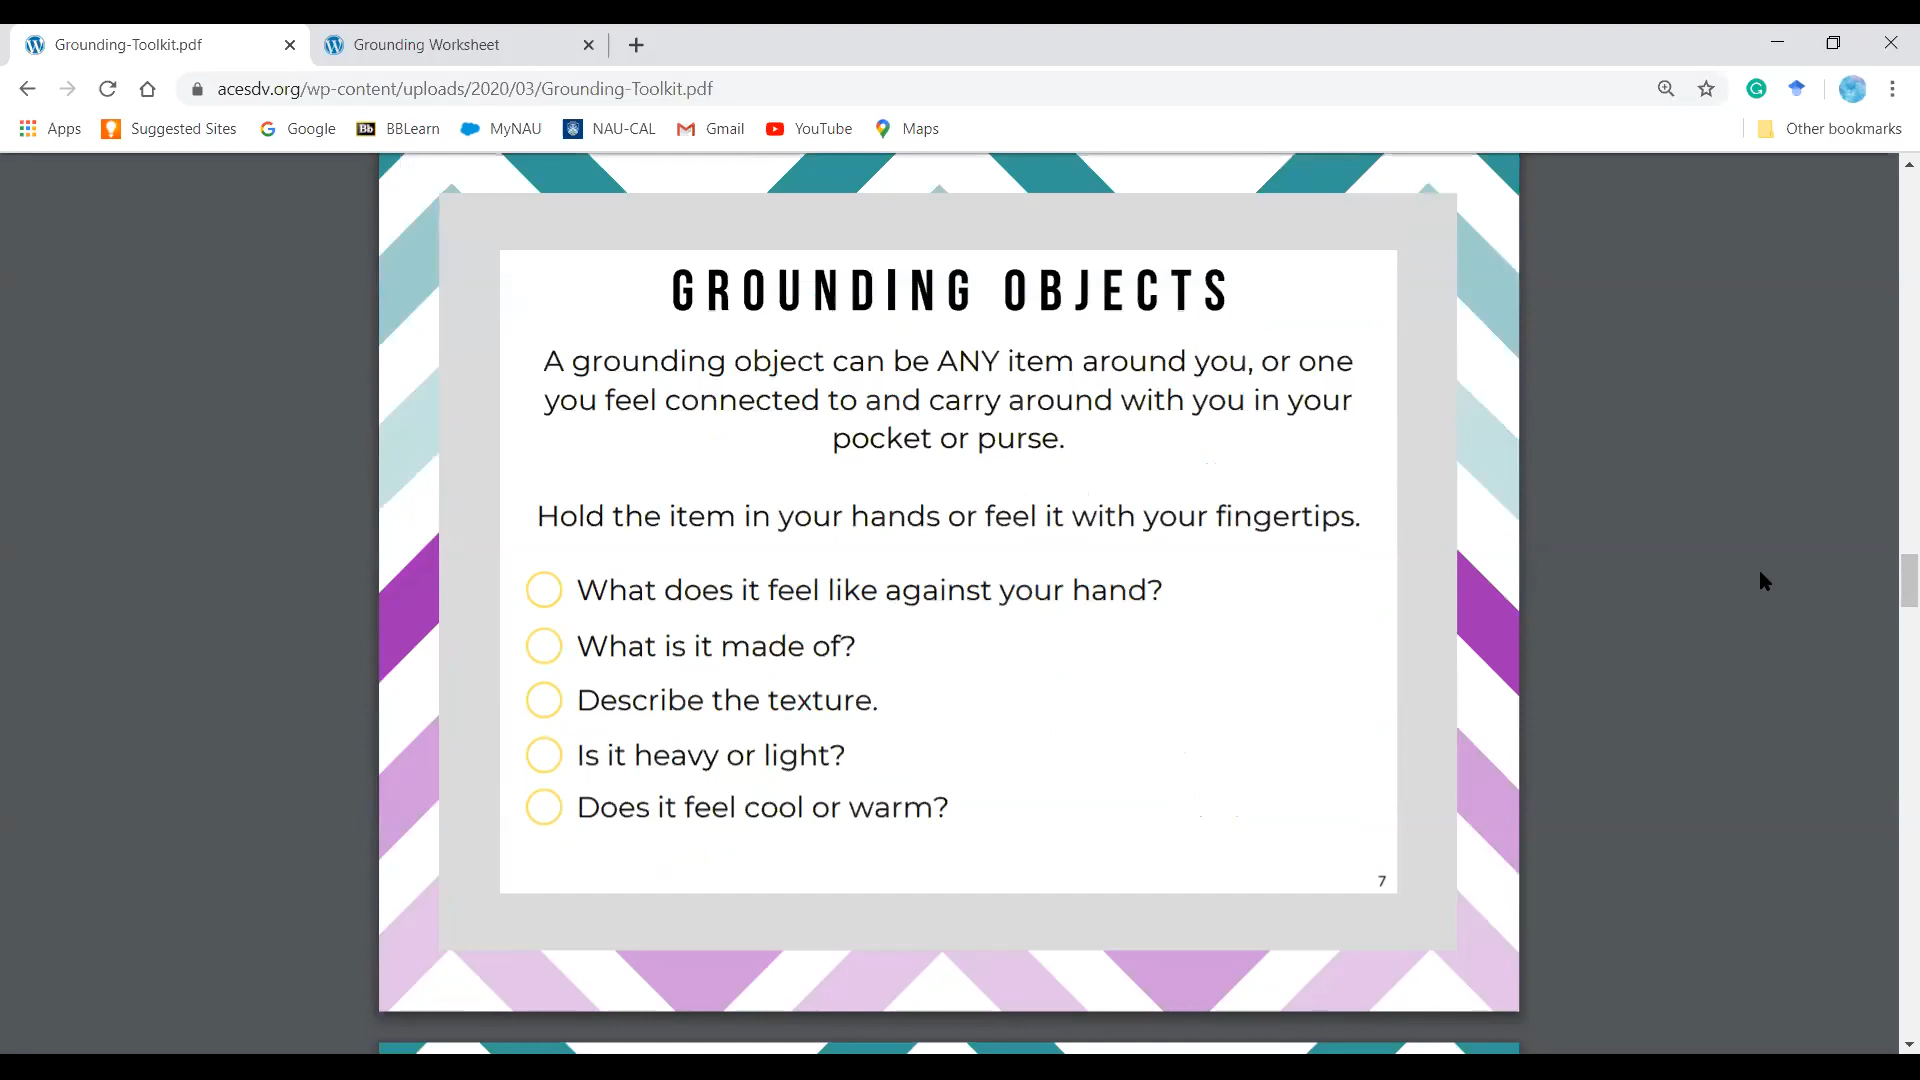 Grounding-Toolkit.pdf
Grounding Worksheet
acesdv.org/wp-content/uploads/2020/03/Grounding-Toolkit.pdf
Apps
Suggested Sites
Google
Bb
BBLearn
MyNAU
NAU-CAL
Gmail
YouTube
Maps
Other bookmarks
GROUNDING OBJECTS
A grounding object can be ANY item around you, or one
you feel connected to and carry around with you in your
pocket or purse.
Hold the item in your hands or feel it with your fingertips.
What does it feel like against your hand?
What is it made of?
Describe the texture.
Is it heavy or light?
Does it feel cool or warm?
7